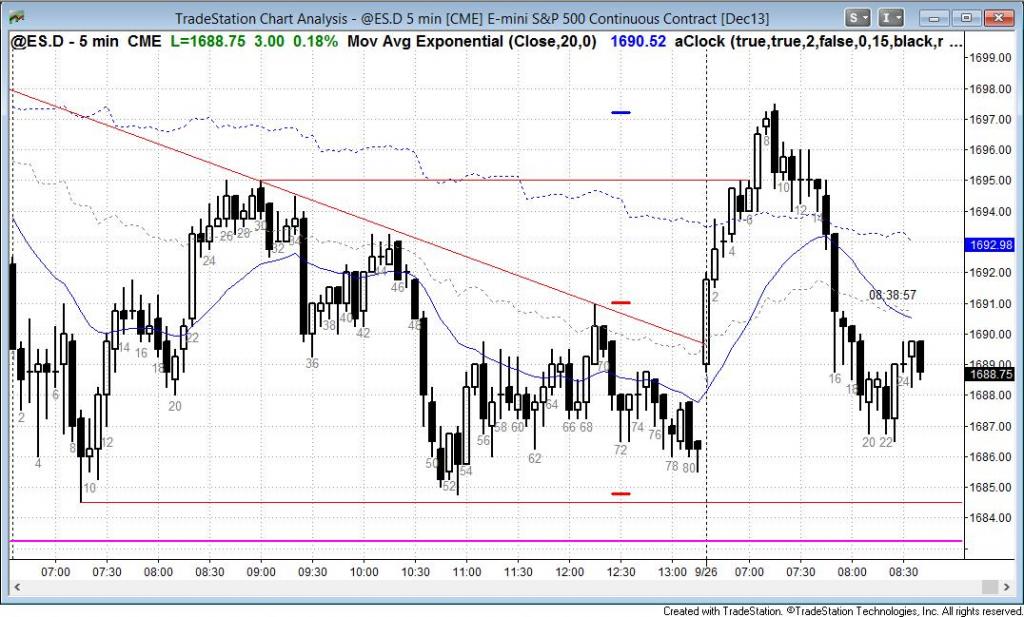 TradeStation Chart Analysis - @ES.D 5 min [CME] E-mini S&P 500 Continuous Contract [Dec13]
S I
@ES.D - 5 min CME L=1688.75 3.00 0.18% Mov Avg Exponential (Close,20,0) 1690.52 aClock (true,true,2,false,0,15,black,r ...
1699.00
1698.00
1697.00
8
1696.00
10
1695.00
12 14
26 28 30 6
1694.00
32 34 4
24
1692.98
44
1692.00
46 2
08:38:57
1691.00
38 40 48
42
22 1690.00
14 16
36 18 70 1689.00
1688.75
16 24
6 18
20 64 1688.00
2 58 60 66 68 74 76
12 56 1687.00
8 72 20 22
4 50 54 62 78 80 1686.00
10 52
1685.00
1684.00
07:00 07:30 08:00 08:30 09:00 09:30 10:00 10:30 11:00 11:30 12:00 12:30 13:00 9/26 07:00 07:30 08:00 08:30
Created with TradeStation. ©TradeStation Technologies, Inc. All rights reserved.